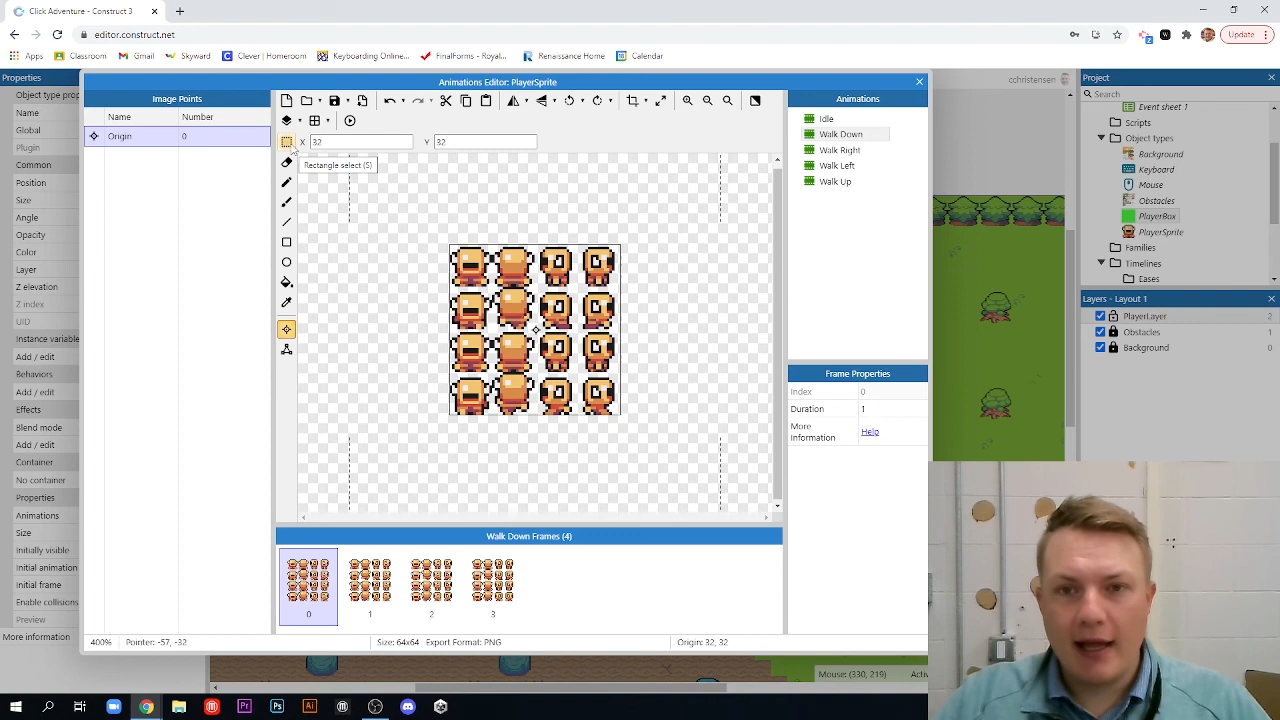 Click Adventure - Construct 3
editor.construct.net
Update
Apps
Classroom
Gmail
Maps
Skyward
Clever | Homeroom
Keyboarding Online...
FinalForms - Royal...
Renaissance Home
Calendar
Properties
Animations Editor: PlayerSprite
cchristensen
Project
Object type prop
Name
Global
Plugin
Common
Position
Size
Angle
Opacity
Color
Layer
Z elevation
Z index
UID
Instance variable
Add / edit
Behaviors
Add / edit
Effects
Blend mode
Add / edit
Container
No container
Properties
Animations
Size
Initially visible
Initial animation
Initial frame
Enable collisions
Preview
More information
Image Points
Name
Number
Origin
0
X
32
Y
32
Rectangle select (S)
Walk Down Frames (4)
0
1
2
3
400%
Pointer: -57, -32
Size: 64x64
Export Format: PNG
Origin: 32, 32
Animations
Idle
Walk Down
Walk Right
Walk Left
Walk Up
Frame Properties
Index
0
Duration
1
More Information
Help
Search
Event sheet 1
Scripts
Object types
Background
Keyboard
Mouse
Obstacles
PlayerBox
PlayerSprite
Families
Timelines
Eases
Layers - Layout 1
PlayerLayer
2
Obstacles
1
Background
0
Mouse: (330, 219)
Activ